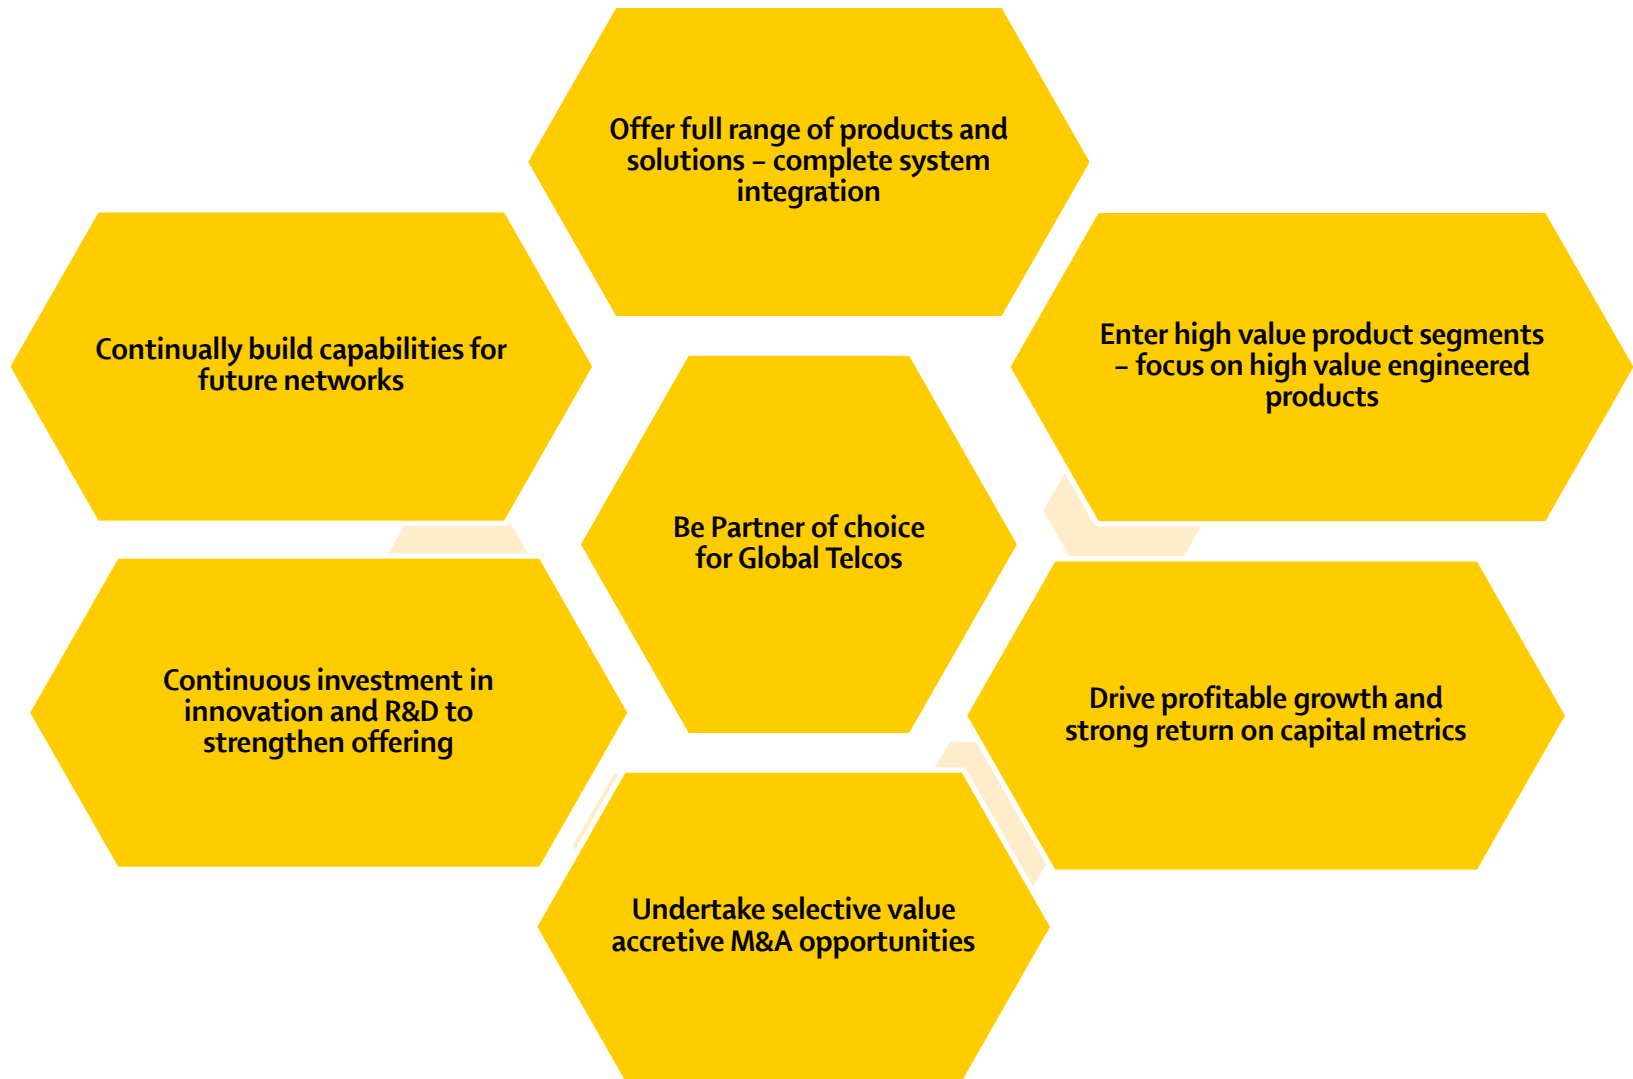 Offer full range of products and
solutions – complete system
integration
Continually build capabilities for
future networks
Enter high value product segments
– focus on high value engineered
products
Be Partner of choice
for Global Telcos
Continuous investment in
innovation and R&D to
strengthen offering
Drive profitable growth and
strong return on capital metrics
Undertake selective value
accretive M&A opportunities